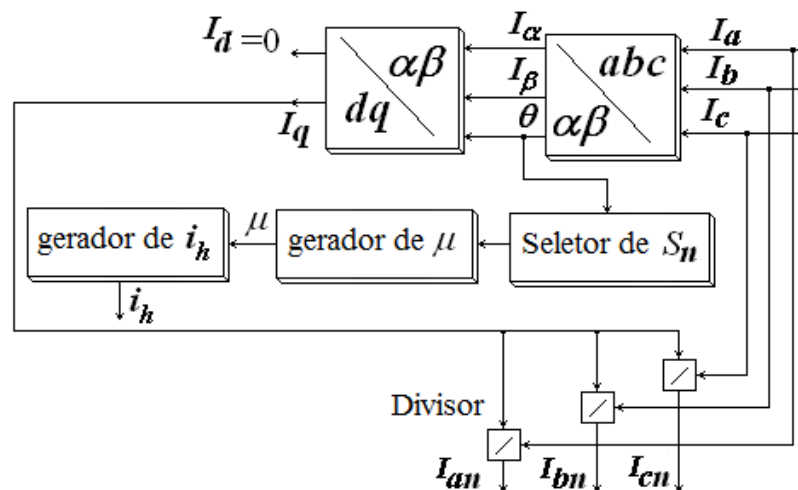 I_d =0
αβ
dq
I_α
I_β
θ
abc
αβ
I_a
I_b
I_c
I_q
gerador de i_h
μ
gerador de μ
Seletor de S_n
i_h
Divisor
/
/
/
I_an
I_bn
I_cn